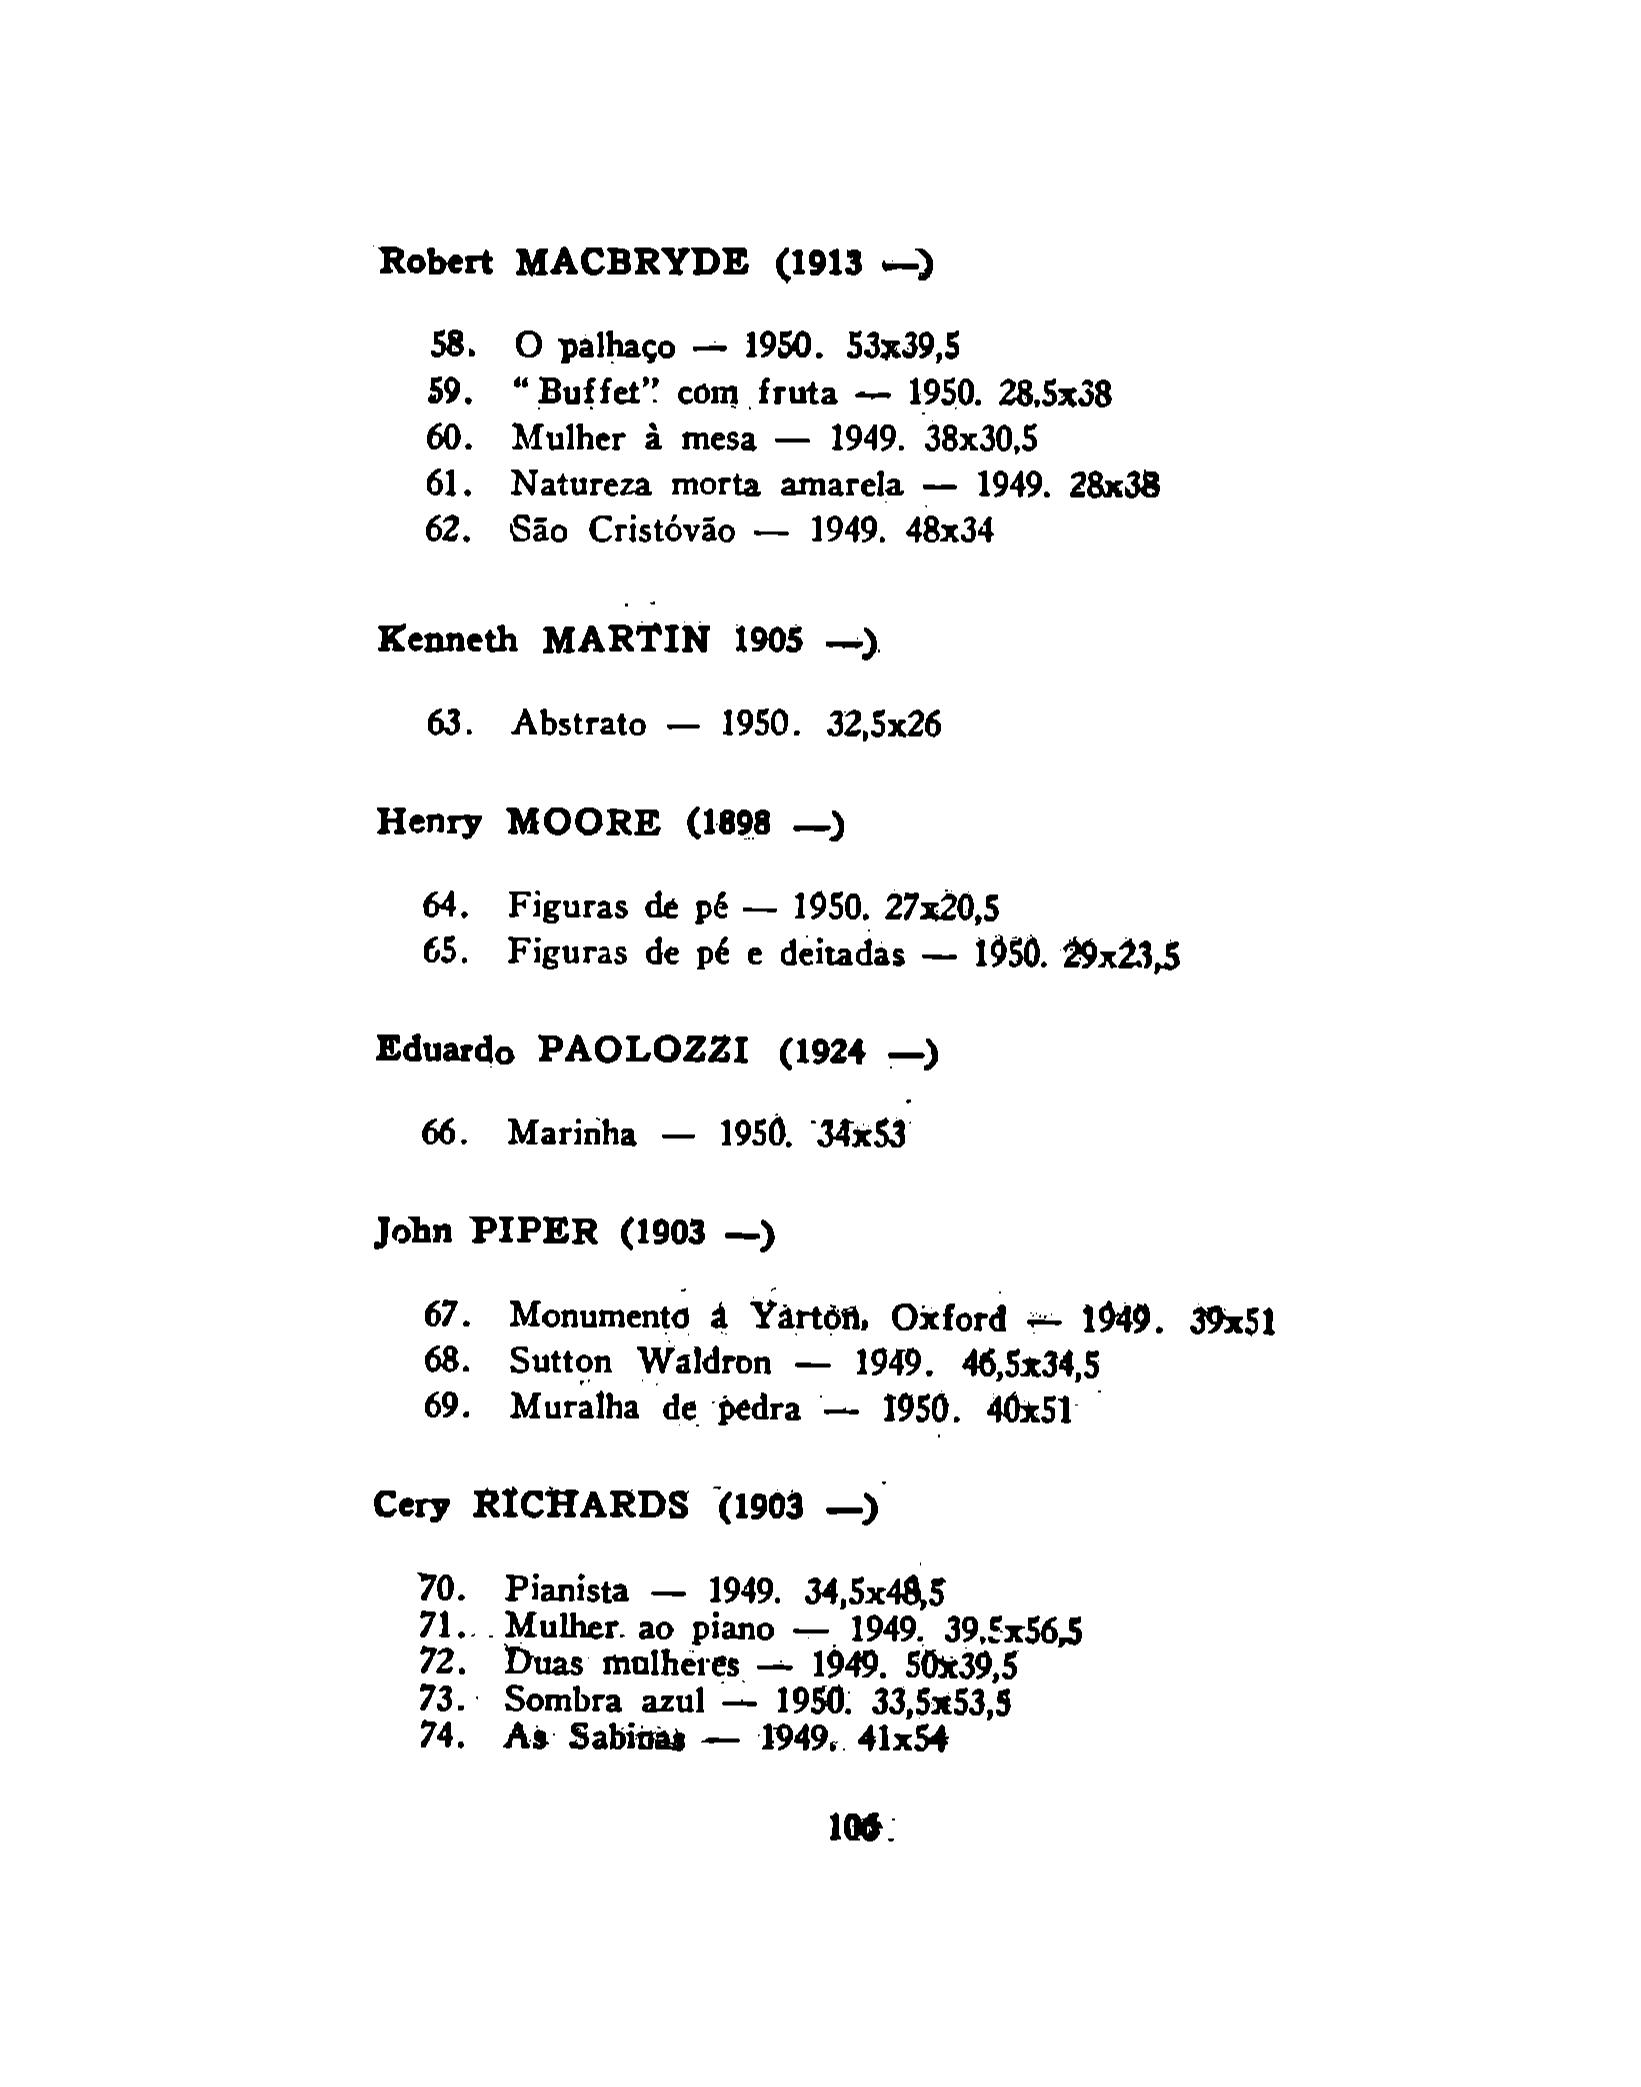 Robert MACBRYDE (1913 —)
58. O palhaço — 1950. 53x39,5
59. "Buffet" com fruta — 1950. 28,5x38
60. Mulher à mesa — 1949. 38x30,5
61. Natureza morta amarela — 1949. 28x38
62. São Cristóvão — 1949. 48x34
Kenneth MARTIN 1905 —)
63. Abstrato — 1950. 32,5x26
Henry MOORE (1898 —)
64. Figuras de pé — 1950. 27x20,5
65. Figuras de pé e deitadas — 1950. 29x23,5
Eduardo PAOLOZZI (1924 —)
66. Marinha — 1950. 34x53
John PIPER (1903 —)
67. Monumento á Yarton, Oxford — 1949. 39x51
68. Sutton Waldron — 1949. 46,5x34,5
69. Muralha de pedra — 1950. 40x51
Cery RICHARDS (1903 —)
70. Pianista — 1949. 34,5x48,5
71. Mulher ao piano — 1949. 39,5x56,5
72. Duas mulheres — 1949. 50x39,5
73. Sombra azul — 1950. 33,5x53,5
74. As Sabinas — 1949. 41x54